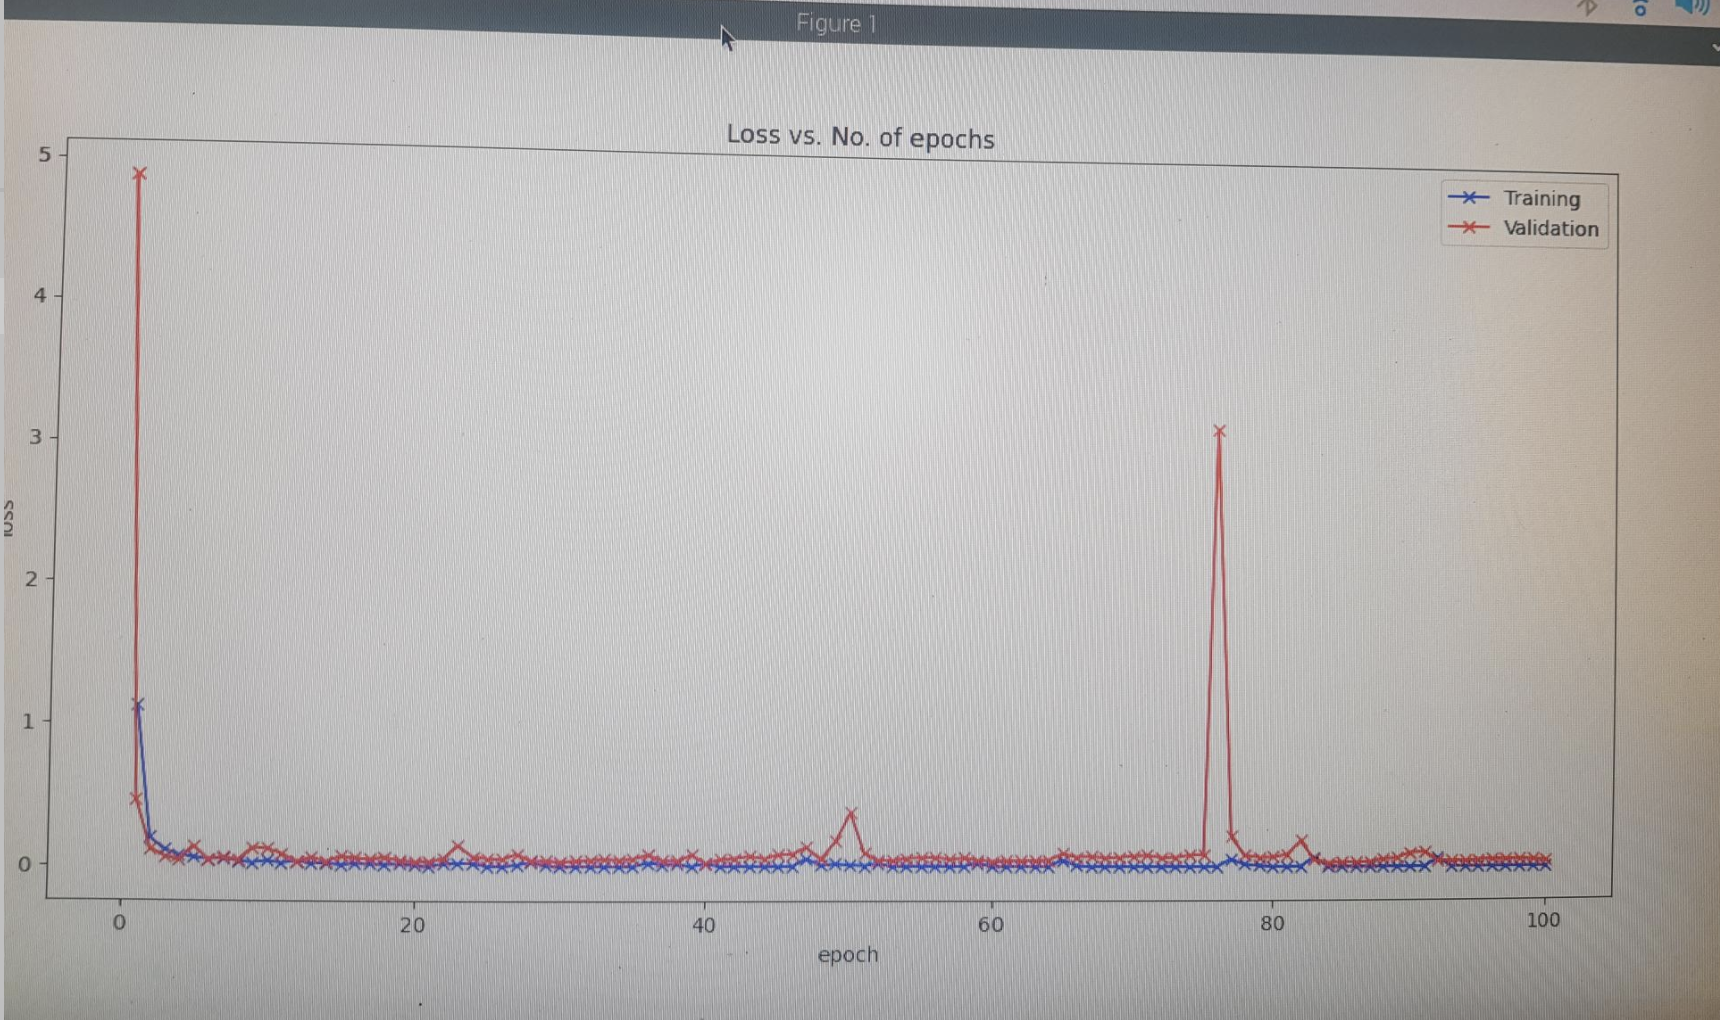 Figure 1
Loss vs. No. of epochs
5
4
3
2
1
0
loss
Training
Validation
0 20 40 60 80 100
epoch